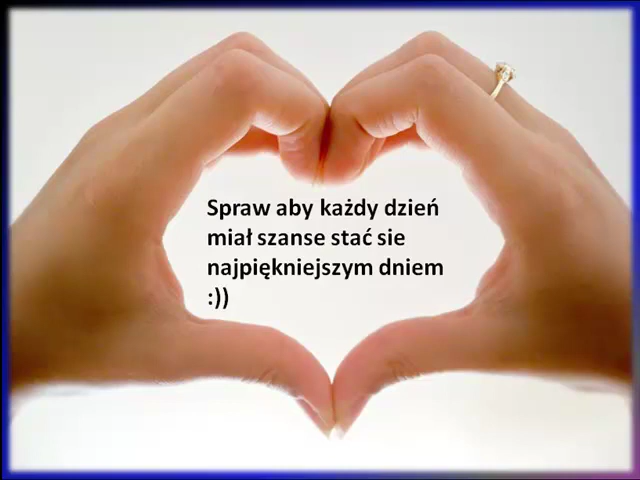 Spraw aby każdy dzień
miał szanse stać sie
najpiękniejszym dniem
:))